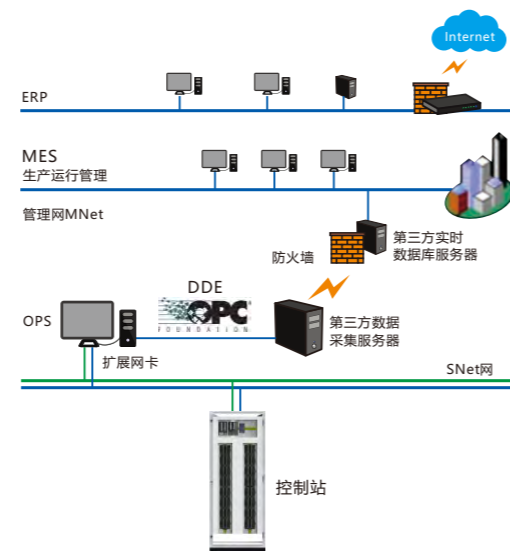 Internet
ERP
MES
生产运行管理
管理网MNet
防火墙
第三方实时
数据库服务器
DDE
OPC
FOUNDATION
OPS
扩展网卡
第三方数据
采集服务器
SNet网
控制站